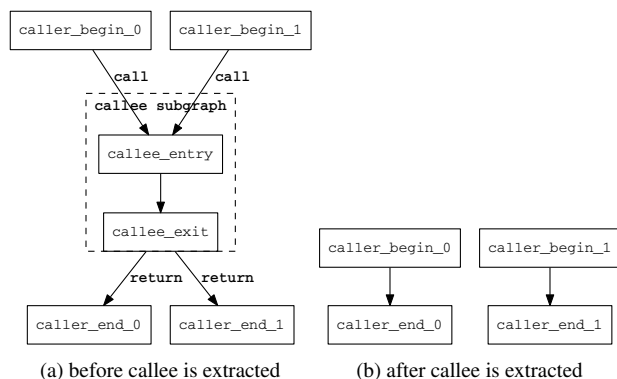 caller_begin_0 caller_begin_1
call call
callee subgraph
callee_entry
callee_exit
return return
caller_end_0 caller_end_1
(a) before callee is extracted
caller_begin_0 caller_begin_1
caller_end_0 caller_end_1
(b) after callee is extracted